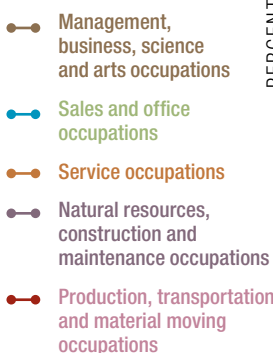 Management,
business, science
and arts occupations
Sales and office
occupations
Service occupations
Natural resources,
construction and
maintenance occupations
Production, transportation
and material moving
occupations
PERCENT